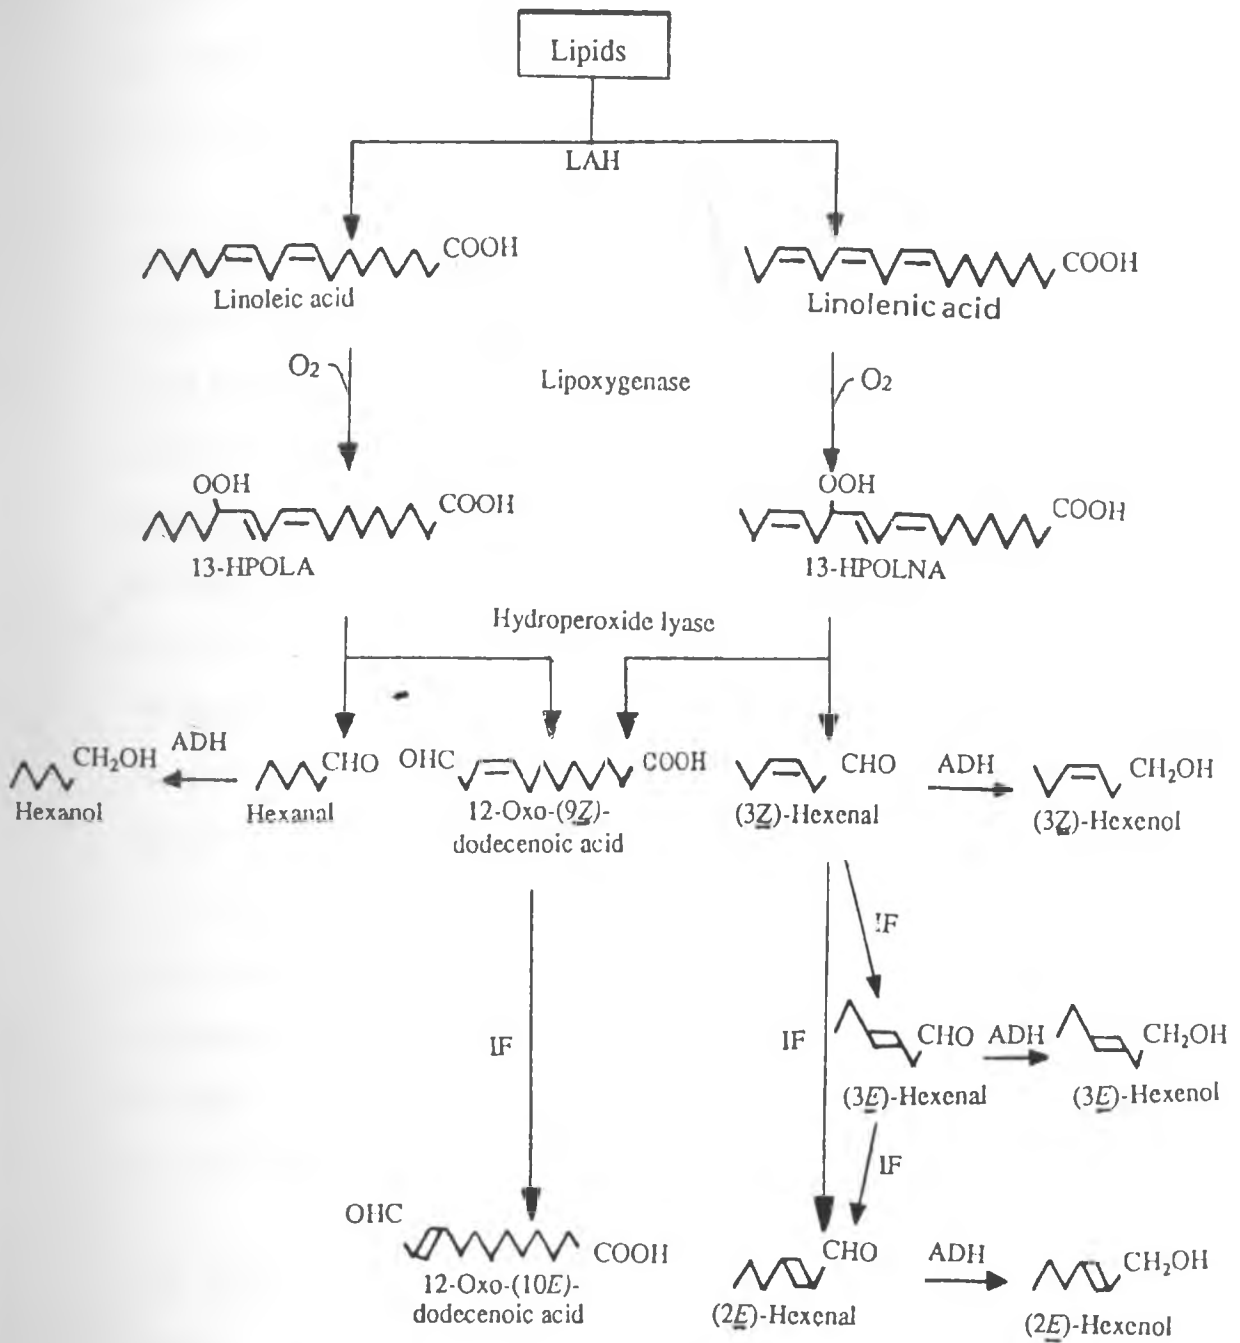 Lipids
LAH
COOH
Linoleic acid
COOH
Linolenic acid
O2
Lipoxygenase
O2
OOH
COOH
13-HPOLA
OOH
COOH
13-HPOLNA
Hydroperoxide lyase
CH2OH
ADH
Hexanol
CHO
Hexanal
OHC
COOH
12-Oxo-(9Z)-
dodecenoic acid
CHO
(3Z)-Hexenal
ADH
CH2OH
(3Z)-Hexenol
IF
IF
IF
CHO
(3E)-Hexenal
ADH
CH2OH
(3E)-Hexenol
IF
OHC
COOH
12-Oxo-(10E)-
dodecenoic acid
CHO
(2E)-Hexenal
ADH
CH2OH
(2E)-Hexenol